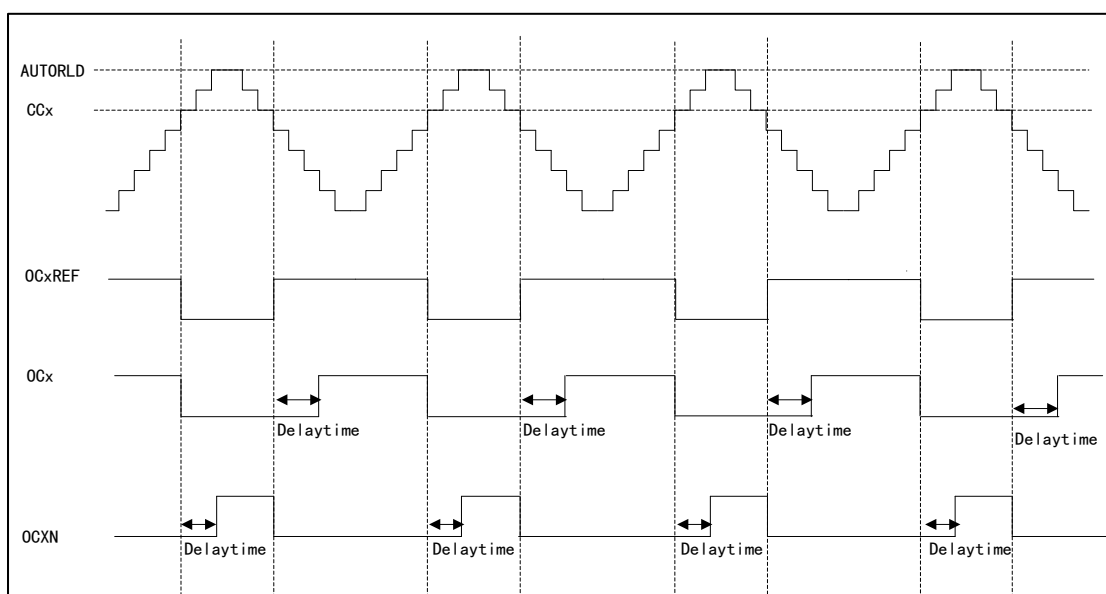 AUTORLD
CCx
OCxREF
OCx
Delaytime
Delaytime
Delaytime
Delaytime
OCXN
Delaytime
Delaytime
Delaytime
Delaytime